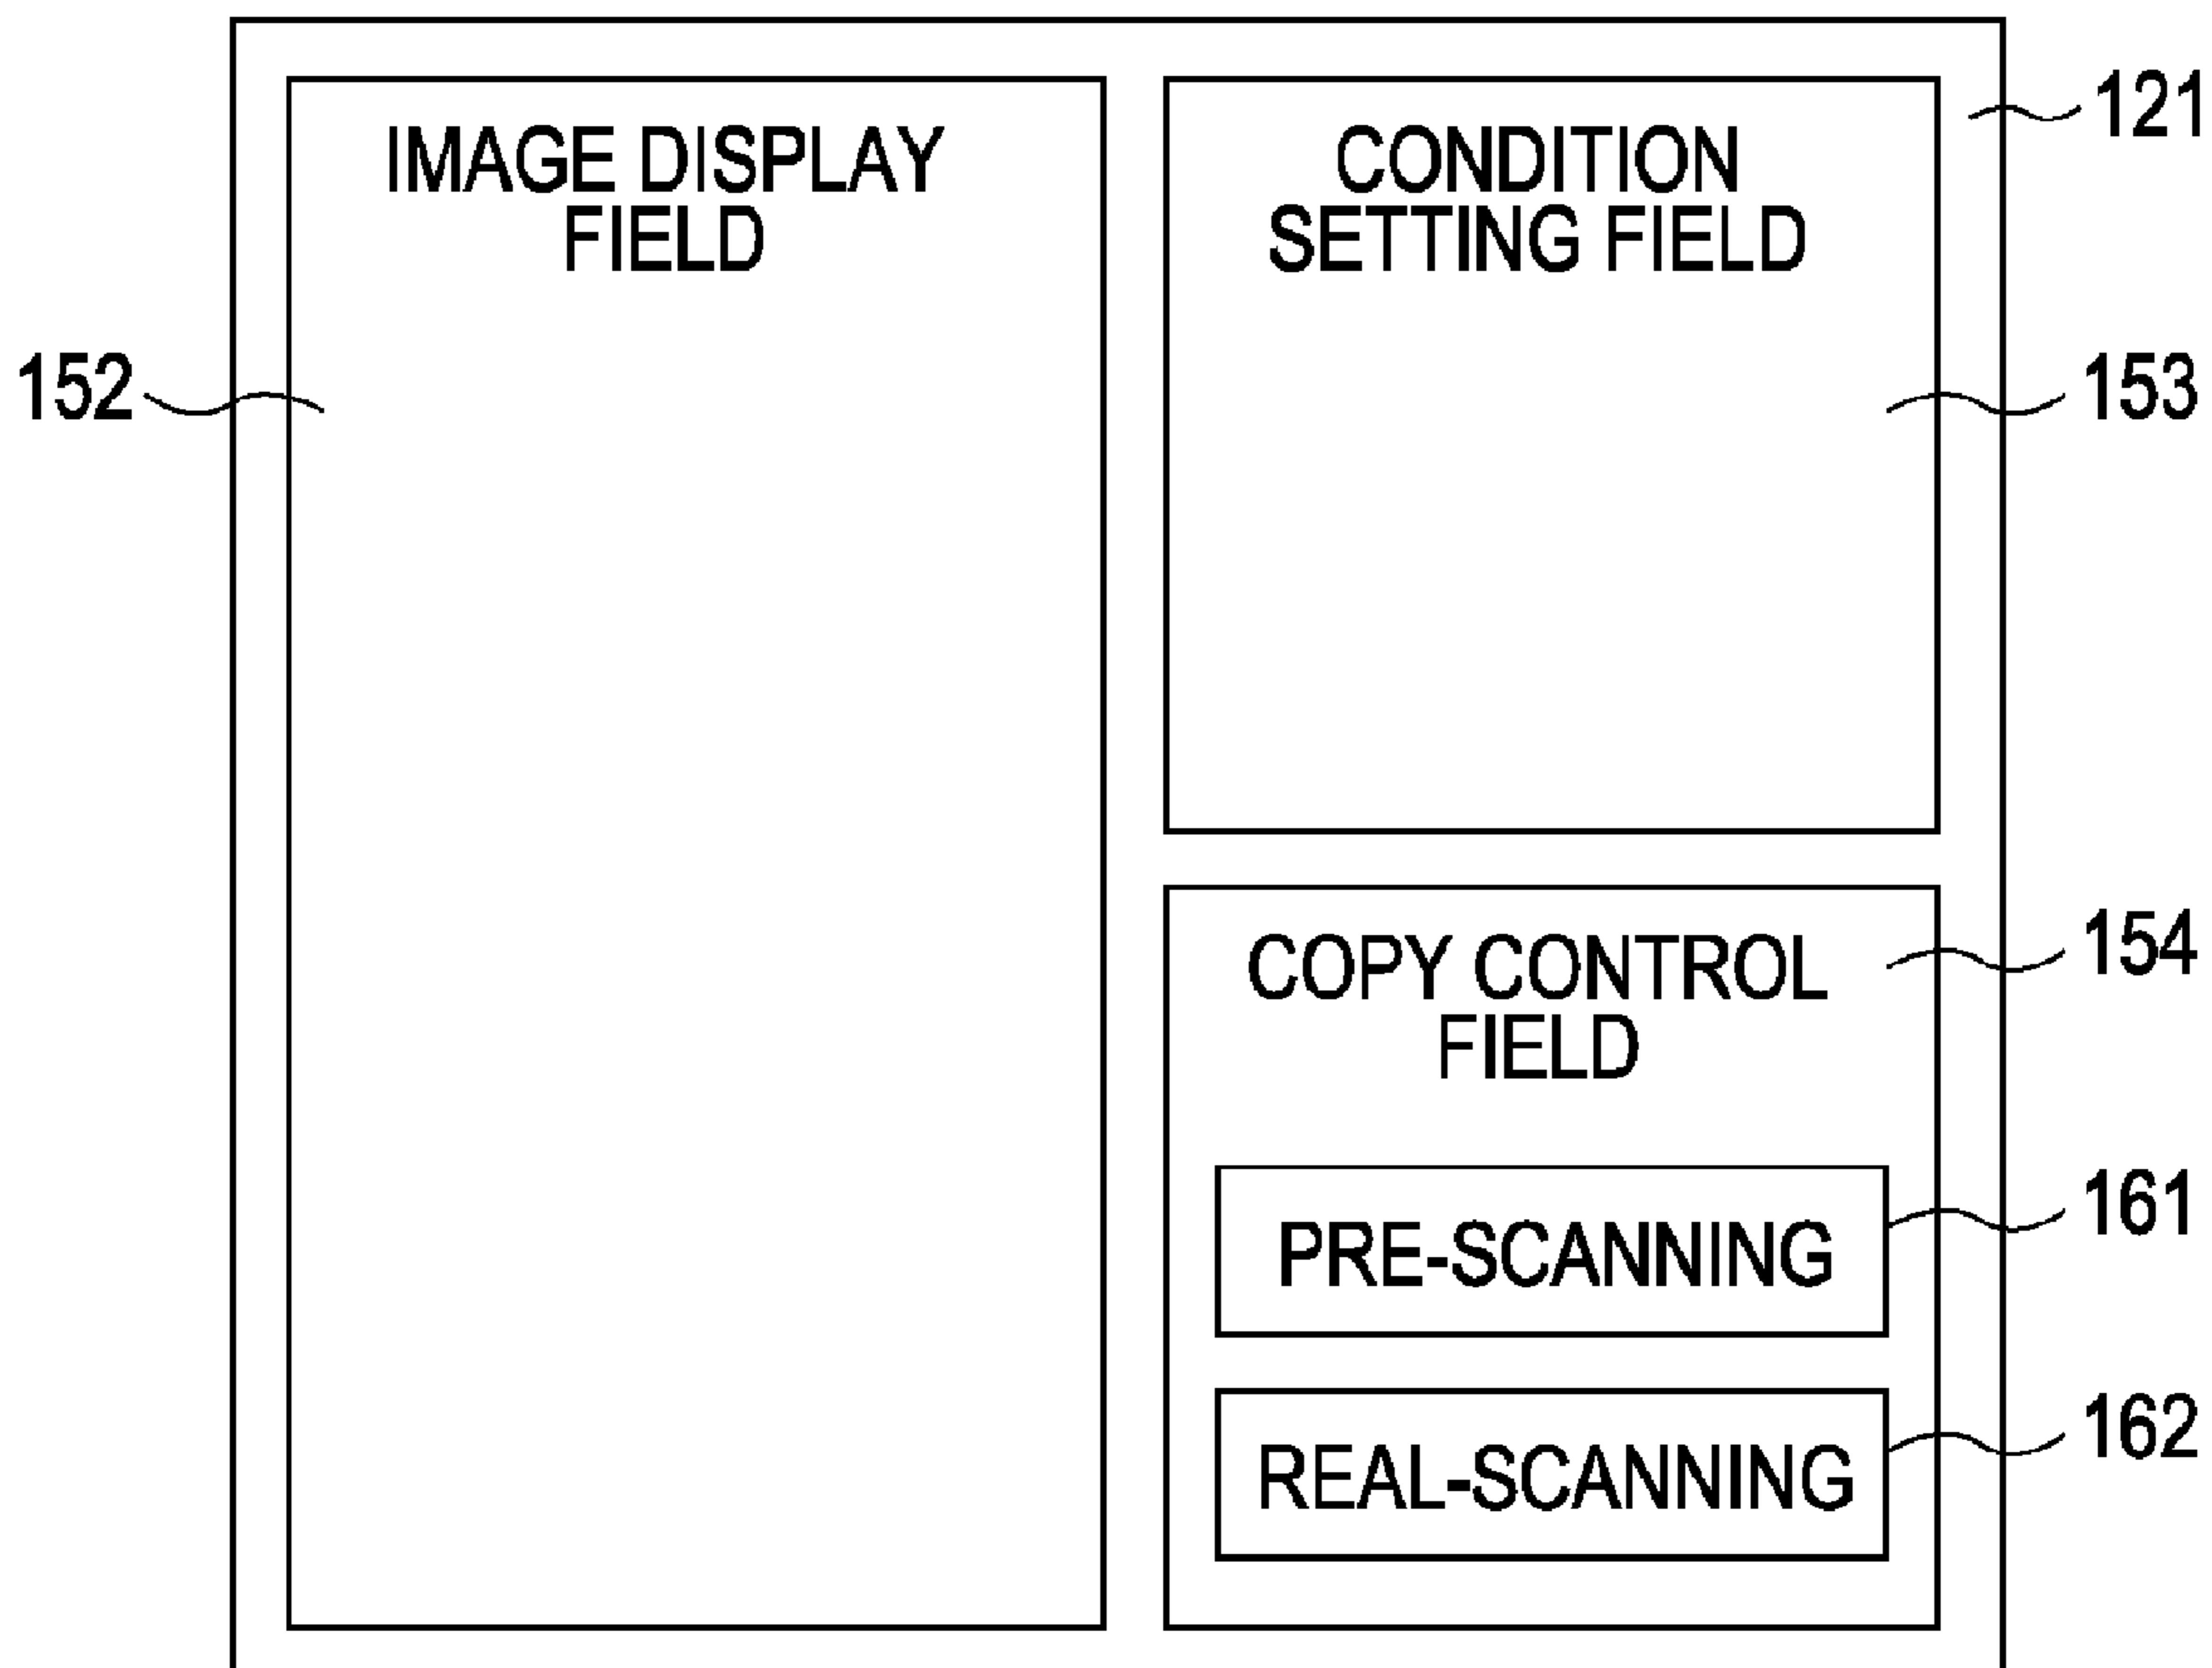 IMAGE DISPLAY
FIELD
CONDITION
SETTING FIELD
121
152
153
COPY CONTROL
FIELD
154
PRE-SCANNING
161
REAL-SCANNING
162